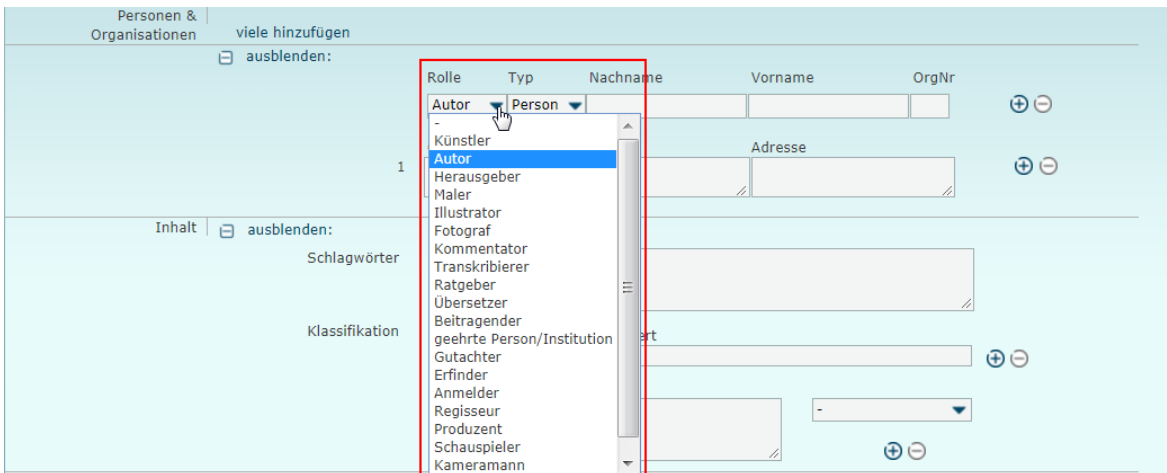 Personen &
Organisationen
viele hinzufügen
ausblenden:
Rolle Typ Nachname Vorname OrgNr
Autor Person
-
Künstler
Autor
Herausgeber
Maler
Illustrator
Fotograf
Kommentator
Transkribierer
Ratgeber
Übersetzer
Beitragender
geehrte Person/Institution
Gutachter
Erfinder
Anmelder
Regisseur
Produzent
Schauspieler
Kameramann
Adresse
1
Inhalt ausblenden:
Schlagwörter
Klassifikation
ert
-